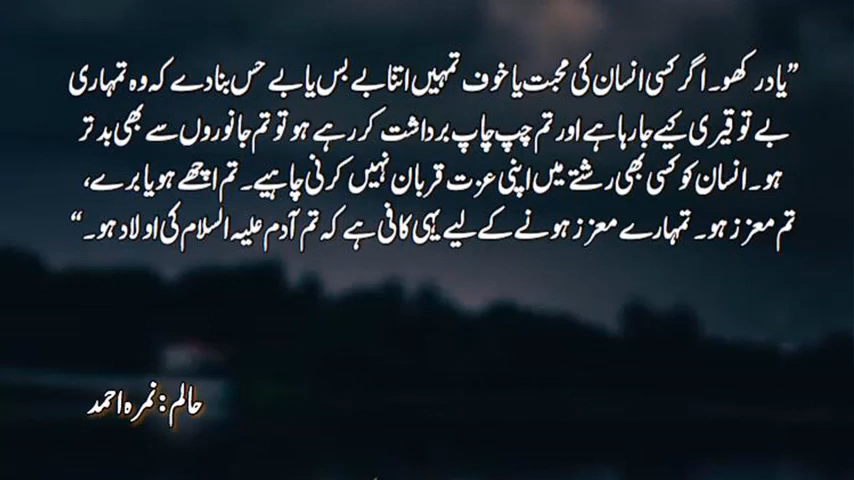 ”یاد رکھو۔ اگر کسی انسان کی محبت یا خوف تمہیں اتنا بے بس یا بے حس بنا دے کہ وہ تمہاری
بے توقیری کیے جا رہا ہے اور تم چپ چاپ برداشت کر رہے ہو تو تم جانوروں سے بھی بدتر
ہو۔ انسان کو کسی بھی رشتے میں اپنی عزت قربان نہیں کرنی چاہیے۔ تم اچھے ہو یا برے،
تم معزز ہو۔ تمہارے معزز ہونے کے لیے یہی کافی ہے کہ تم آدم علیہ السلام کی اولاد ہو۔“
حالم: نمرہ احمد